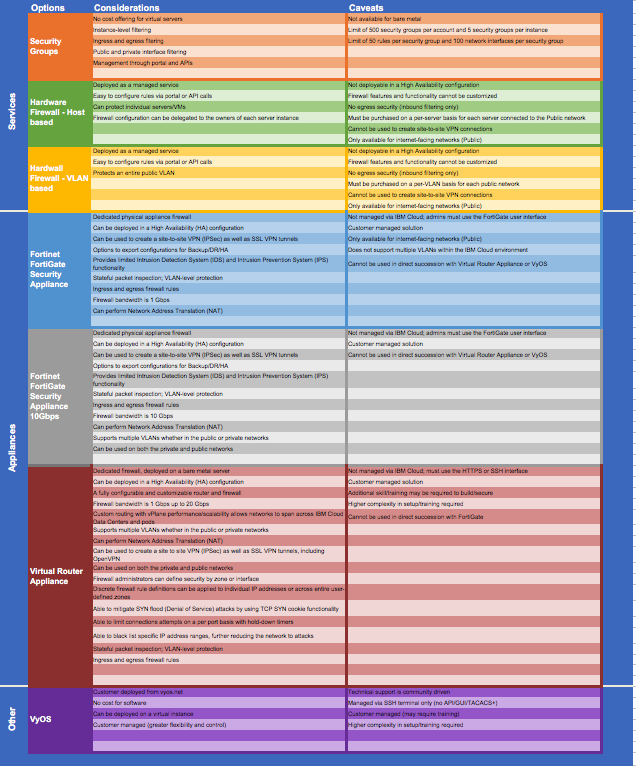 Options Considerations Caveats
Services
Security
Groups
No cost offering for virtual servers
Not available for bare metal
Instance-level filtering
Limit of 500 security groups per account and 5 security groups per instance
Ingress and egress filtering
Limit of 50 rules per security group and 100 network interfaces per security group
Public and private interface filtering
Management through portal and APIs
Hardware
Firewall - Host
based
Deployed as a managed service
Not deployable in a High Availability configuration
Easy to configure rules via portal or API calls
Firewall features and functionality cannot be customized
Can protect individual servers/VMs
No egress security (inbound filtering only)
Firewall configuration can be delegated to the owners of each server instance
Must be purchased on a per-server basis for each server connected to the Public network
Cannot be used to create site-to-site VPN connections
Only available for internet-facing networks (Public)
Hardwall
Firewall - VLAN
based
Deployed as a managed service
Not deployable in a High Availability configuration
Easy to configure rules via portal or API calls
Firewall features and functionality cannot be customized
Protects an entire public VLAN
No egress security (inbound filtering only)
Must be purchased on a per-VLAN basis for each public network
Cannot be used to create site-to-site VPN connections
Only available for internet-facing networks (Public)
Appliances
Fortinet
FortiGate
Security
Appliance
Dedicated physical appliance firewall
Not managed via IBM Cloud; admins must use the FortiGate user interface
Can be deployed in a High Availability (HA) configuration
Customer managed solution
Can be used to create a site-to-site VPN (IPSec) as well as SSL VPN tunnels
Only available for internet-facing networks (Public)
Options to export configurations for Backup/DR/HA
Does not support multiple VLANs within the IBM Cloud environment
Provides limited Intrusion Detection System (IDS) and Intrusion Prevention System (IPS)
functionality
Cannot be used in direct succession with Virtual Router Appliance or VyOS
Stateful packet inspection; VLAN-level protection
Ingress and egress firewall rules
Firewall bandwidth is 1 Gbps
Can perform Network Address Translation (NAT)
Fortinet
FortiGate
Security
Appliance
10Gbps
Dedicated physical appliance firewall
Not managed via IBM Cloud; admins must use the FortiGate user interface
Can be deployed in a High Availability (HA) configuration
Customer managed solution
Can be used to create a site-to-site VPN (IPSec) as well as SSL VPN tunnels
Cannot be used in direct succession with Virtual Router Appliance or VyOS
Options to export configurations for Backup/DR/HA
Provides limited Intrusion Detection System (IDS) and Intrusion Prevention System (IPS)
functionality
Stateful packet inspection; VLAN-level protection
Ingress and egress firewall rules
Firewall bandwidth is 10 Gbps
Can perform Network Address Translation (NAT)
Supports multiple VLANs whether in the public or private networks
Can be used on both the private and public networks
Virtual Router
Appliance
Dedicated firewall, deployed on a bare metal server
Not managed via IBM Cloud; must use the HTTPS or SSH interface
Can be deployed in a High Availability (HA) configuration
Customer managed solution
A fully configurable and customizable router and firewall
Additional skill/training may be required to build/secure
Firewall bandwidth is 1 Gbps up to 20 Gbps
Higher complexity in setup/training required
Custom routing with vPlane performance/scalability allows networks to span across IBM Cloud
Data Centers and pods
Cannot be used in direct succession with FortiGate
Supports multiple VLANs whether in the public or private networks
Can perform Network Address Translation (NAT)
Can be used to create a site to site VPN (IPSec) as well as SSL VPN tunnels, including
OpenVPN
Can be used on both the private and public networks
Firewall administrators can define security by zone or interface
Discrete firewall rule definitions can be applied to individual IP addresses or across entire user-
defined zones
Able to mitigate SYN flood (Denial of Service) attacks by using TCP SYN cookie functionality
Able to limit connections attempts on a per port basis with hold-down timers
Able to black list specific IP address ranges, further reducing the network to attacks
Stateful packet inspection; VLAN-level protection
Ingress and egress firewall rules
Other
VyOS
Customer deployed from vyos.net
Technical support is community driven
No cost for software
Managed via SSH terminal only (no API/GUI/TACACS+)
Can be deployed on a virtual instance
Customer managed (may require training)
Customer managed (greater flexibility and control)
Higher complexity in setup/training required